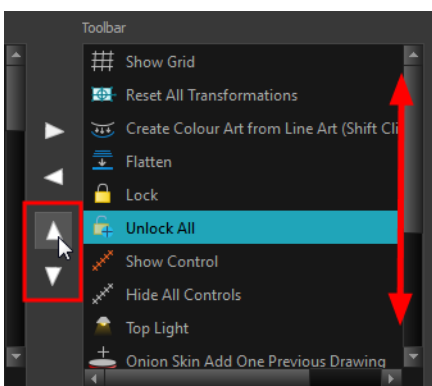 Toolbar
Show Grid
Reset All Transformations
Create Colour Art from Line Art (Shift Cli
Flatten
Lock
Unlock All
Show Control
Hide All Controls
Top Light
Onion Skin Add One Previous Drawing